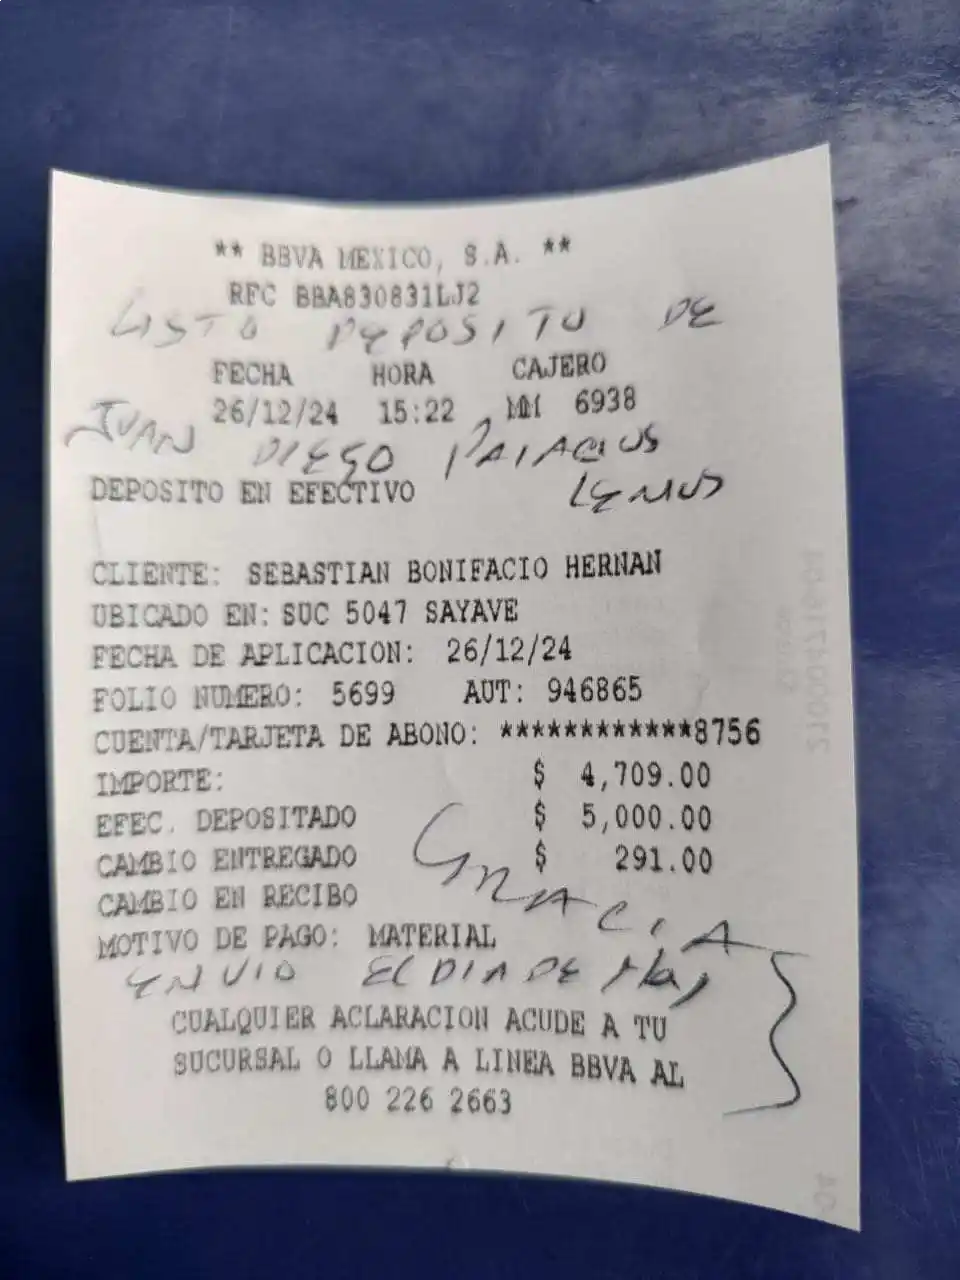 ** BBVA MEXICO, S.A. **
RFC BBA830831LJ2
LISTO DEPOSITO DE
FECHA HORA CAJERO
26/12/24 15:22 MM 6938
JUAN DIEGO PALACIOS
LEMUS
DEPOSITO EN EFECTIVO
CLIENTE: SEBASTIAN BONIFACIO HERNAN
UBICADO EN: SUC 5047 SAYAVE
FECHA DE APLICACION: 26/12/24
FOLIO NUMERO: 5699 AUT: 946865
CUENTA/TARJETA DE ABONO: ************8756
IMPORTE: $ 4,709.00
EFEC. DEPOSITADO $ 5,000.00
CAMBIO ENTREGADO $ 291.00
CAMBIO EN RECIBO
GRACIAS
MOTIVO DE PAGO: MATERIAL
ENVIO EL DIA DE HOY
CUALQUIER ACLARACION ACUDE A TU
SUCURSAL O LLAMA A LINEA BBVA AL
800 226 2663